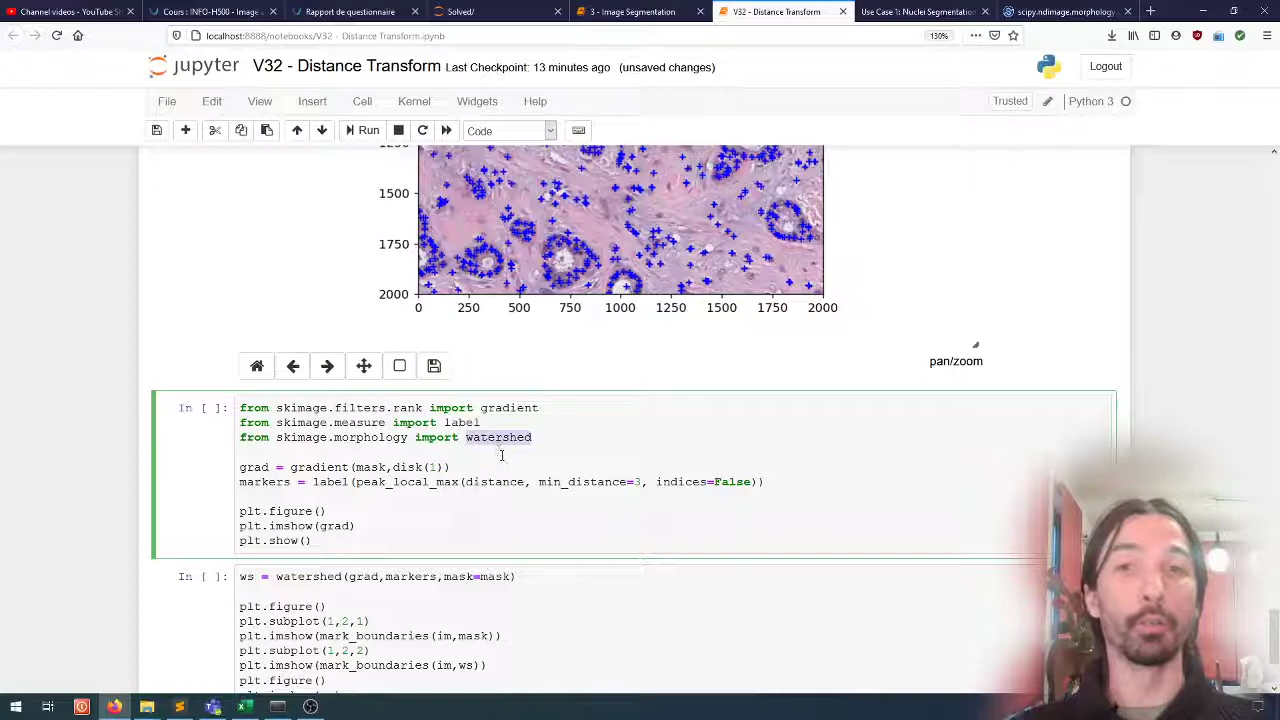 Channel videos - YouTube St
Cours : INFO-H500 - Image
Rapport de questionnaire
Solved/
3 - Image Segmentation
V32 - Distance Transform
Use Case 1: Nuclei Segmentation
scipy.ndimage.morphology
localhost:8888/notebooks/V32 - Distance Transform.ipynb
130%
jupyter V32 - Distance Transform Last Checkpoint: 13 minutes ago (unsaved changes)
Logout
File Edit View Insert Cell Kernel Widgets Help
Trusted
Python 3
Run
Code
1500
1750
2000
0 250 500 750 1000 1250 1500 1750 2000
pan/zoom
In [ ]: from skimage.filters.rank import gradient
from skimage.measure import label
from skimage.morphology import watershed
grad = gradient(mask,disk(1))
markers = label(peak_local_max(distance, min_distance=3, indices=False))
plt.figure()
plt.imshow(grad)
plt.show()
In [ ]: ws = watershed(grad,markers,mask=mask)
plt.figure()
plt.subplot(1,2,1)
plt.imshow(mark_boundaries(im,mask))
plt.subplot(1,2,2)
plt.imshow(mark_boundaries(im,ws))
plt.figure()